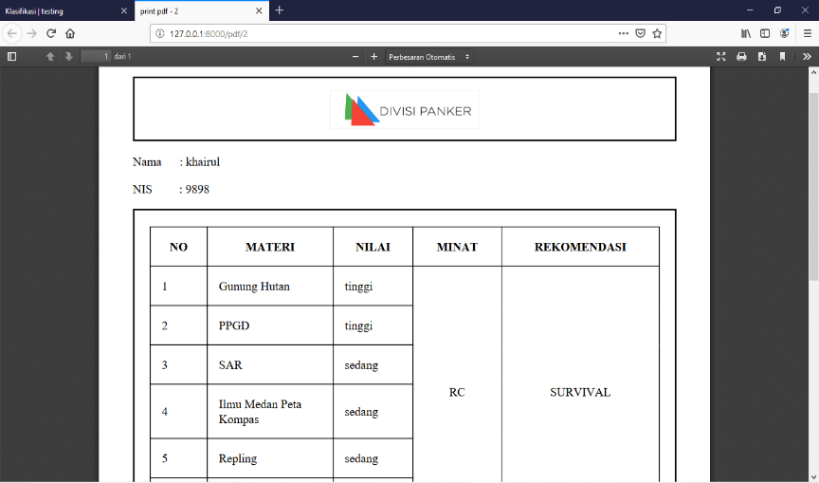 Klasifikasi | testing
print pdf - 2
127.0.0.1:8000/pdf/2
1 dari 1
Perbesaran Otomatis
DIVISI PANKER
Nama : khairul
NIS : 9898
NO MATERI NILAI MINAT REKOMENDASI
1 Gunung Hutan tinggi
2 PPGD tinggi
3 SAR sedang
RC SURVIVAL
4 Ilmu Medan Peta Kompas sedang
5 Repling sedang